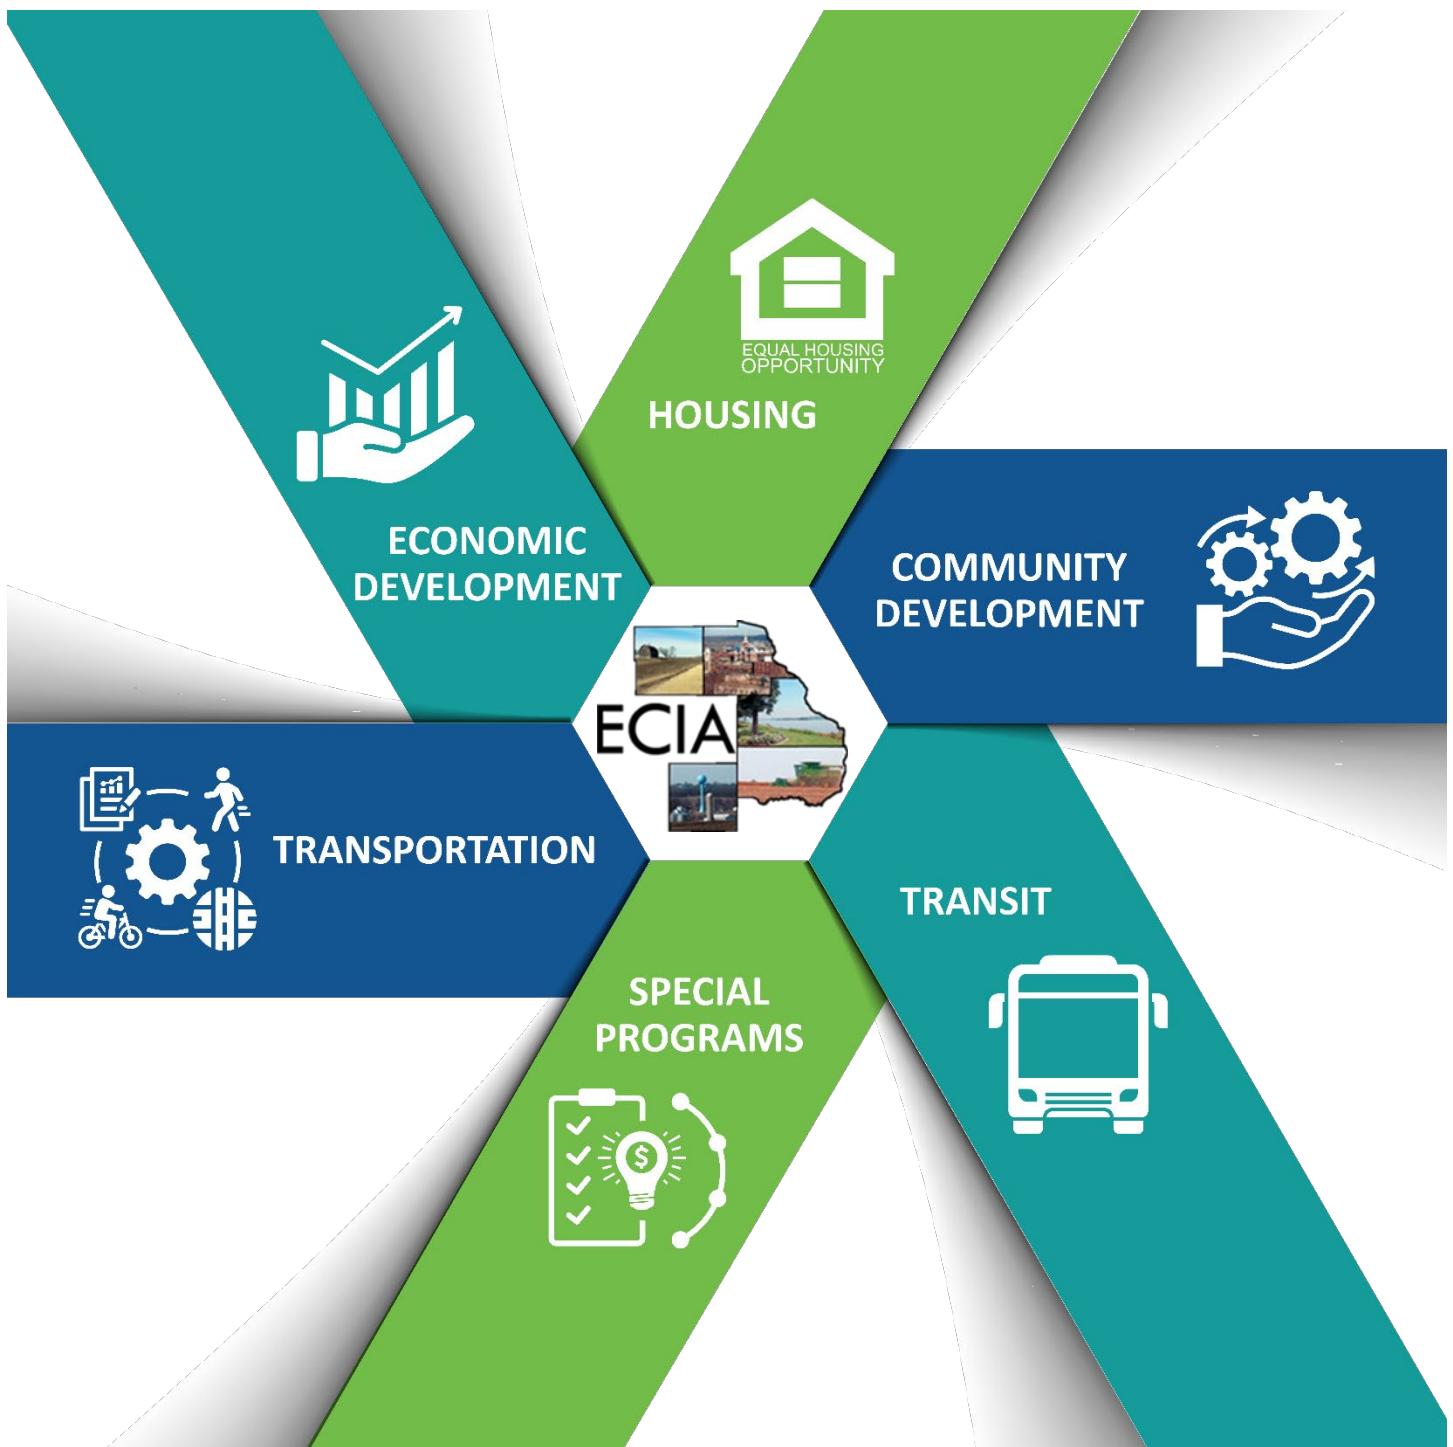 EQUAL HOUSING
OPPORTUNITY
HOUSING
ECONOMIC
DEVELOPMENT
COMMUNITY
DEVELOPMENT
ECIA
TRANSPORTATION
TRANSIT
SPECIAL
PROGRAMS
$